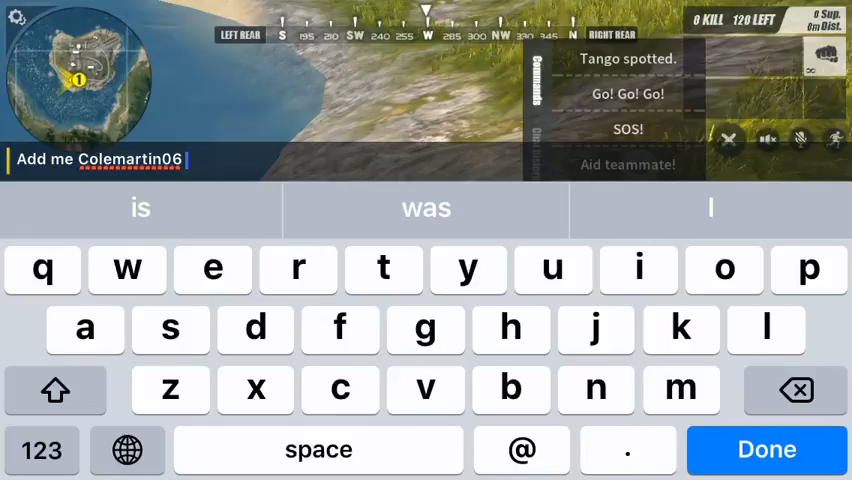 0 KILL 120 LEFT
0 Sup.
0m Dist.
LEFT REAR
S 195 210 SW 240 255 W 285 300 NW 330 345 N
RIGHT REAR
1
Commands
Tango spotted.
Go! Go! Go!
SOS!
Aid teammate!
Add me Colemartin06
is was I
q w e r t y u i o p
a s d f g h j k l
z x c v b n m
123 space @ . Done